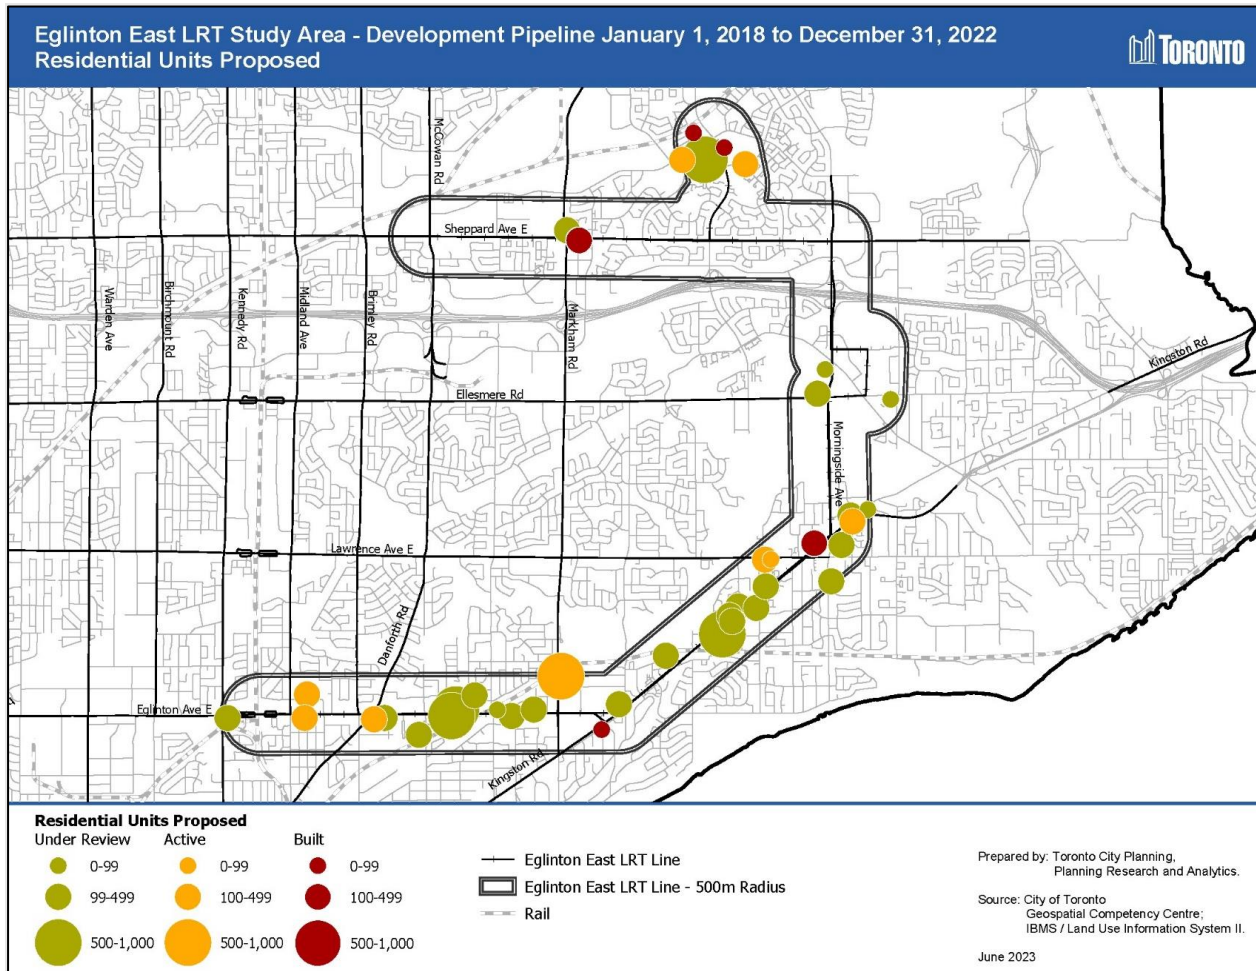 Eglinton East LRT Study Area - Development Pipeline January 1, 2018 to December 31, 2022
Residential Units Proposed
TORONTO
McCowan Rd
Sheppard Ave E
Warden Ave
Birchmount Rd
Kennedy Rd
Midland Ave
Brimley Rd
Markham Rd
Kingston Rd
Ellesmere Rd
Morningside Ave
Lawrence Ave E
Danforth Rd
Eglinton Ave E
Kingston Rd
Residential Units Proposed
Under Review Active Built
0-99 0-99 0-99
99-499 100-499 100-499
500-1,000 500-1,000 500-1,000
Eglinton East LRT Line
Eglinton East LRT Line - 500m Radius
Rail
Prepared by: Toronto City Planning,
Planning Research and Analytics.
Source: City of Toronto
Geospatial Competency Centre;
IBMS / Land Use Information System II.
June 2023